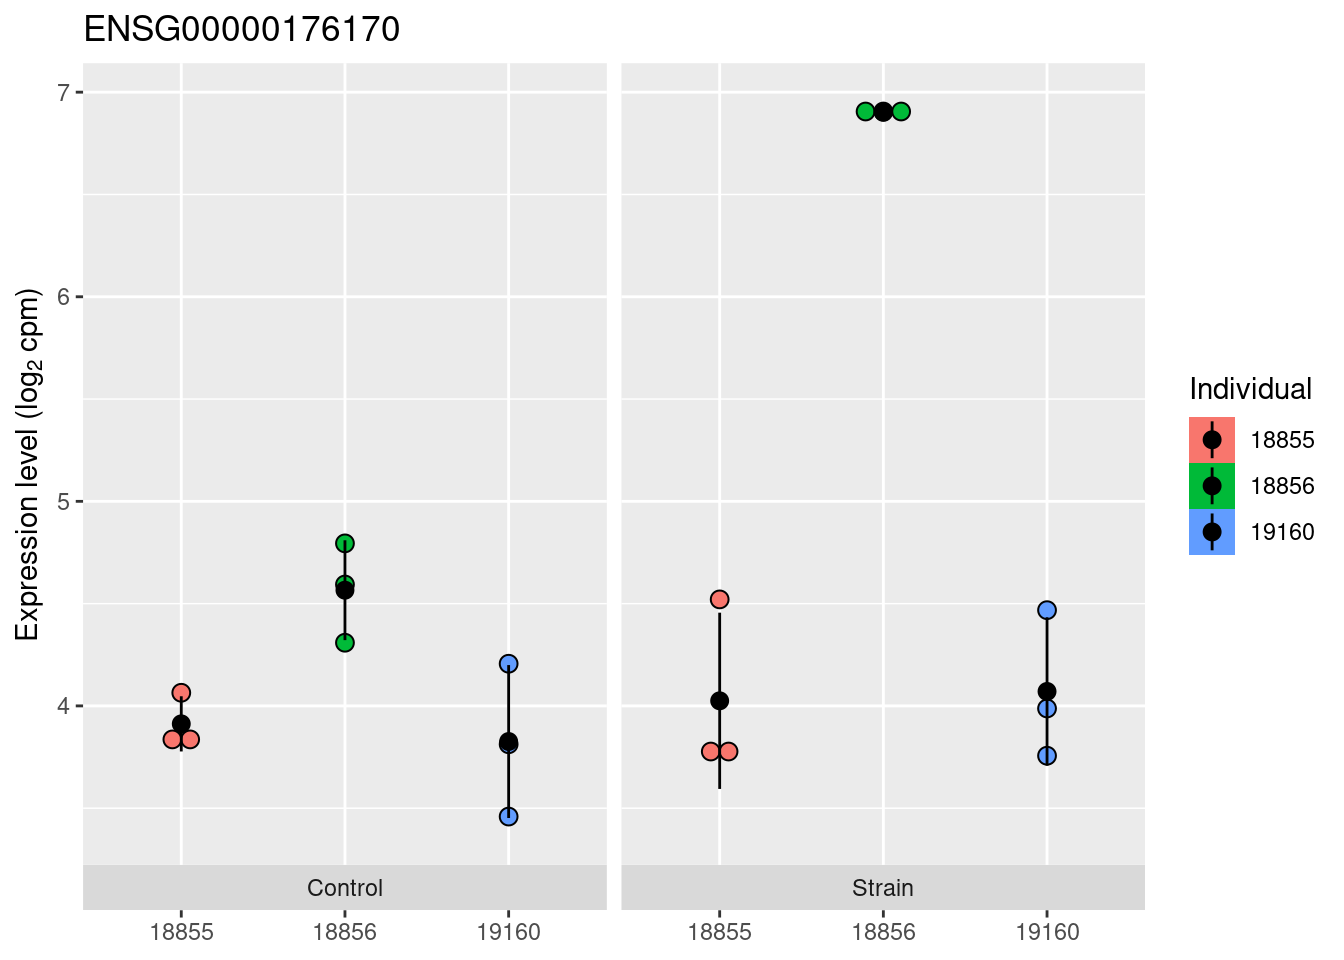 ENSG00000176170
Expression level (log₂ cpm)
7
6
5
4
Control
Strain
18855
18856
19160
18855
18856
19160
Individual
18855
18856
19160